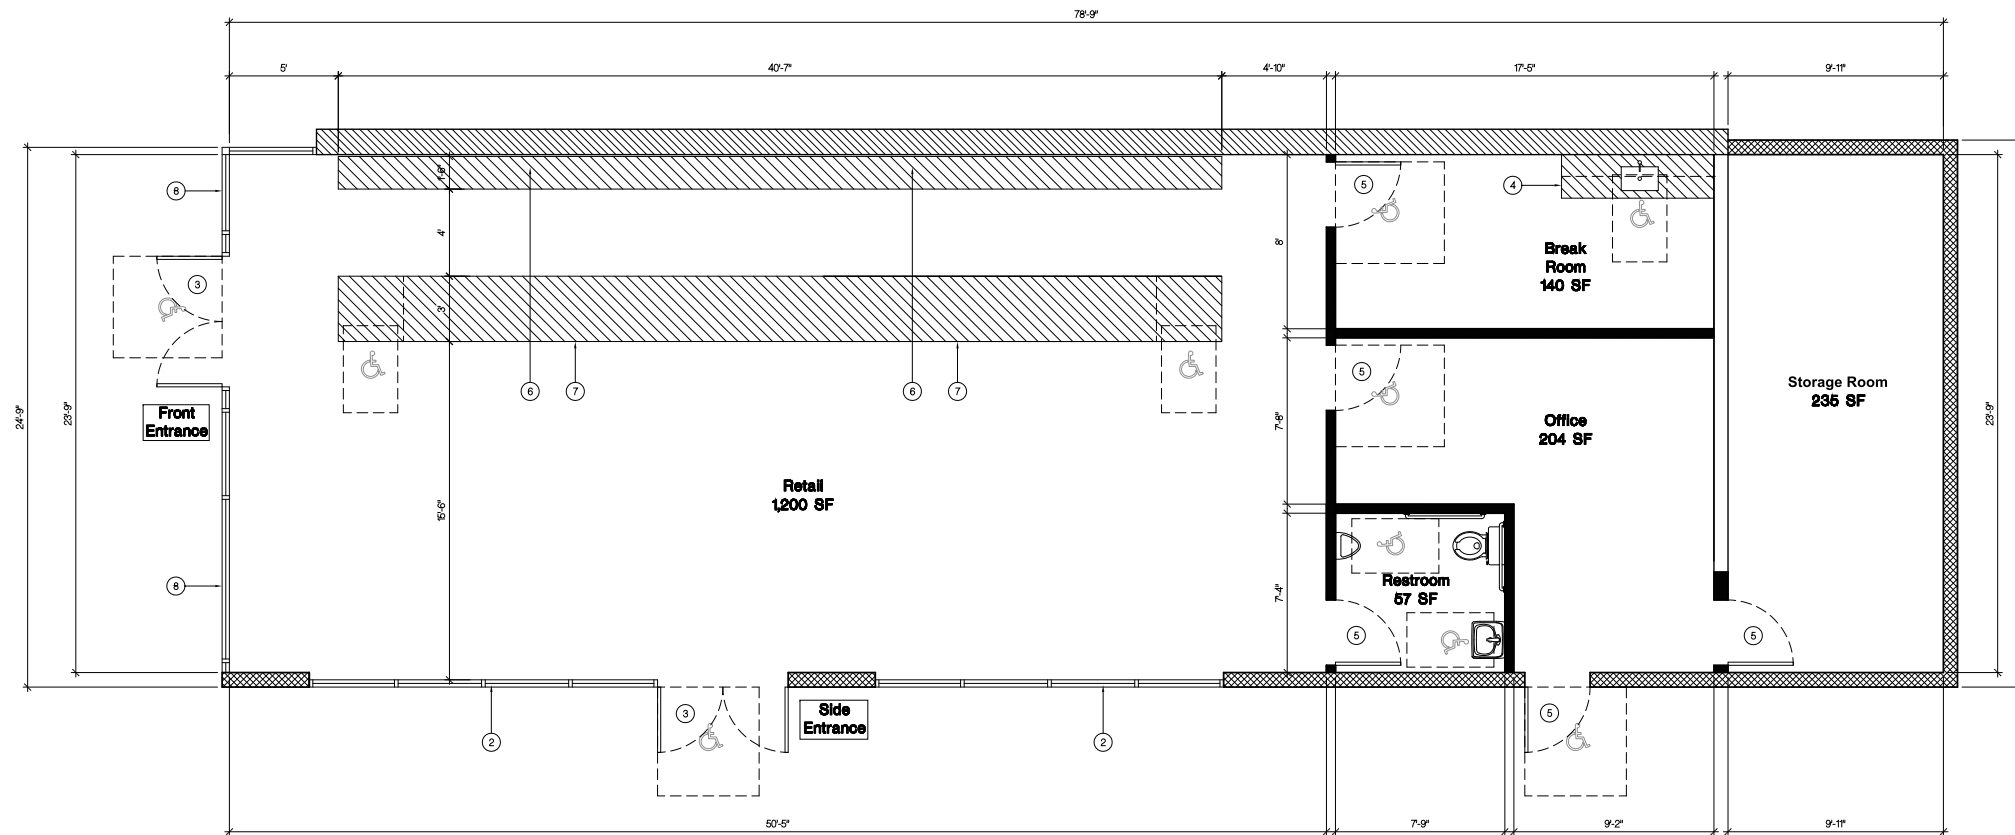 78'-9"
5'
40'-7"
4'-10"
17'-5"
9'-11"
8
1'-6"
5
4
4'
8'
Break
Room
140 SF
3
3'
6
7
6
7
5
Front
Entrance
24'-9"
23'-9"
7'-8"
Storage Room
235 SF
23'-9"
Office
204 SF
Retail
1,200 SF
15'-6"
8
7'-4"
Restroom
57 SF
5
5
2
3
Side
Entrance
2
5
50'-5"
7'-9"
9'-2"
9'-11"